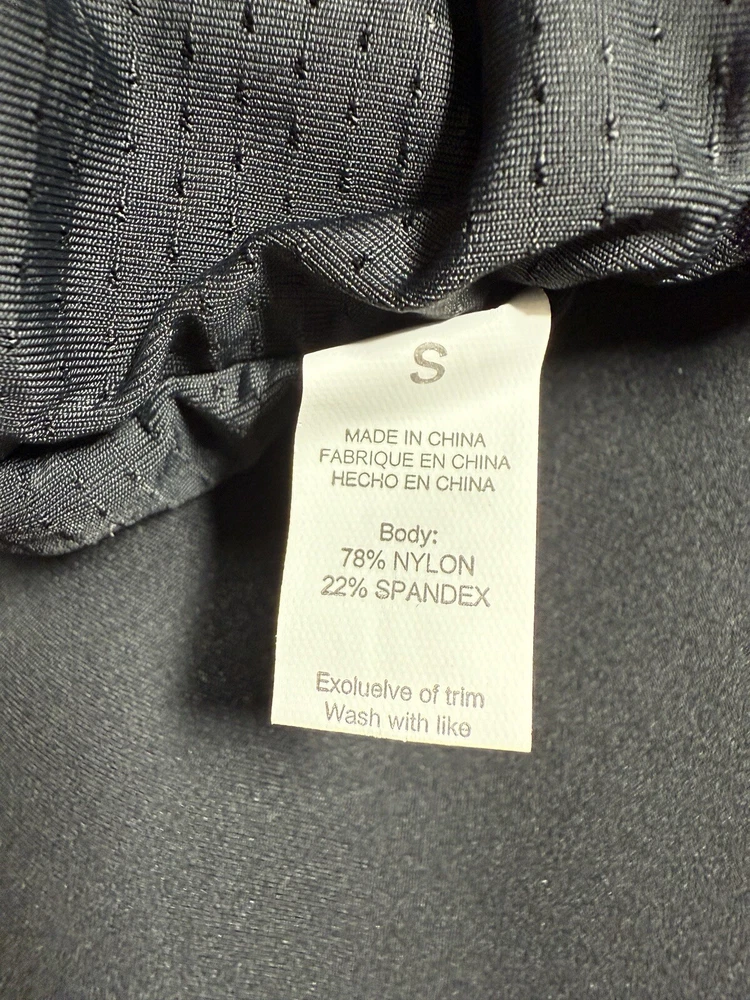 S
MADE IN CHINA
FABRIQUE EN CHINA
HECHO EN CHINA
Body:
78% NYLON
22% SPANDEX
Exoluelve of trim
Wash with like